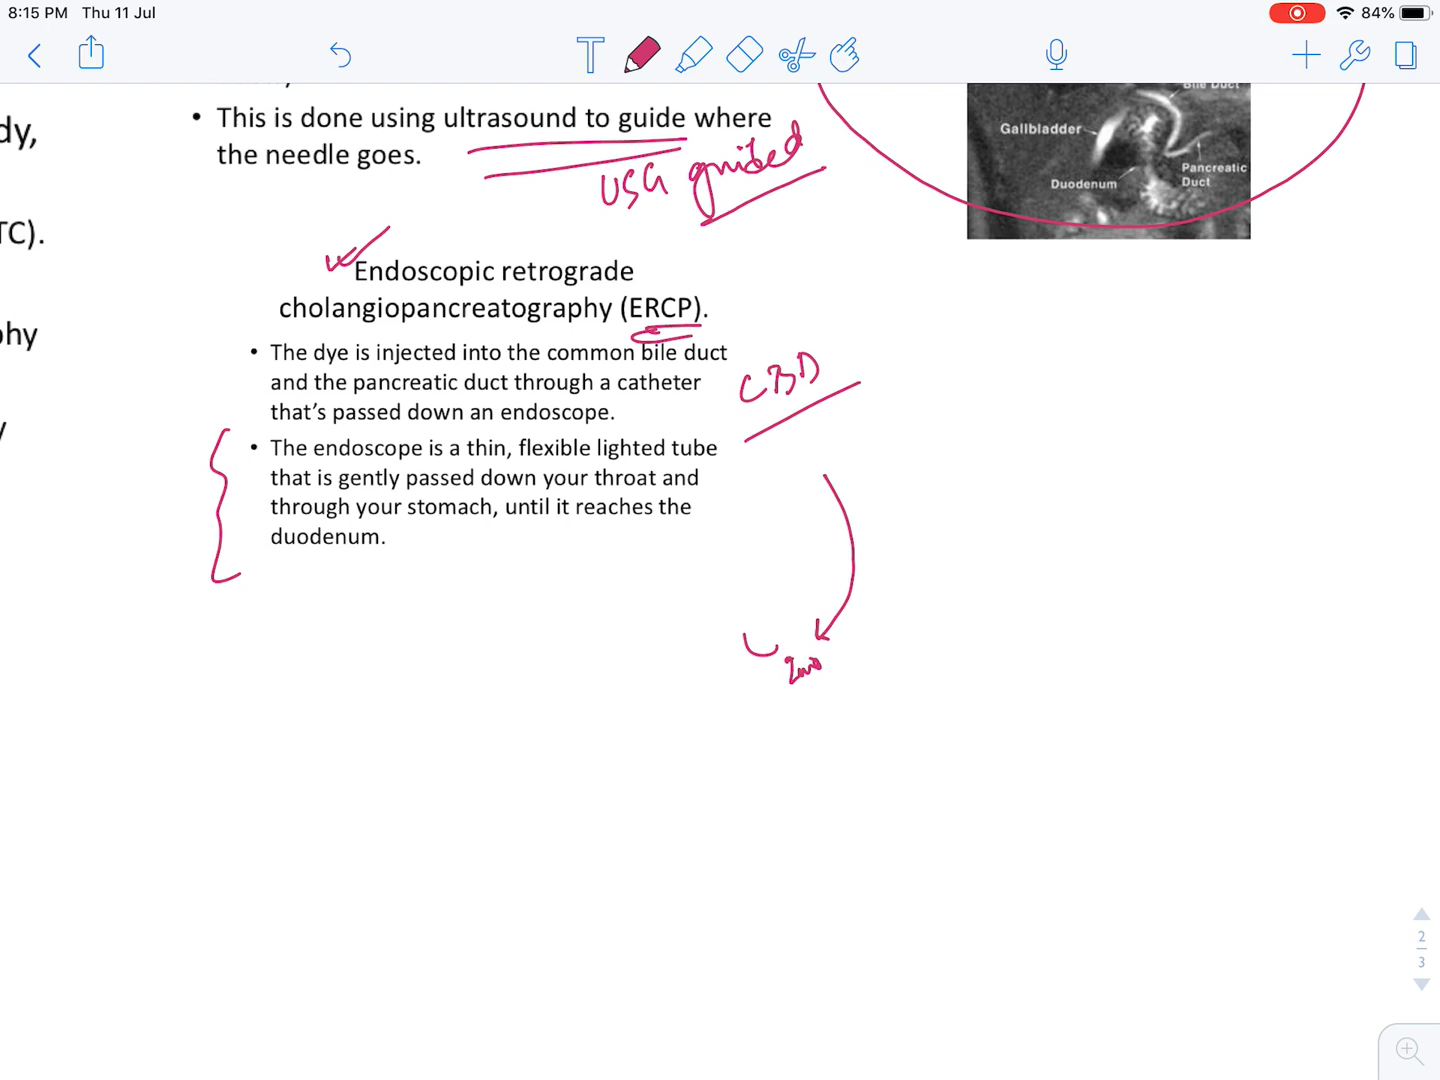 8:15 PM Thu 11 Jul
84%
dy,
• This is done using ultrasound to guide where
the needle goes.
USG guided
Gallbladder
Duodenum
Pancreatic
Duct
Bile Duct
TC).
Endoscopic retrograde
cholangiopancreatography (ERCP).
phy
• The dye is injected into the common bile duct
and the pancreatic duct through a catheter
that's passed down an endoscope.
CBD
y
• The endoscope is a thin, flexible lighted tube
that is gently passed down your throat and
through your stomach, until it reaches the
duodenum.
2
3